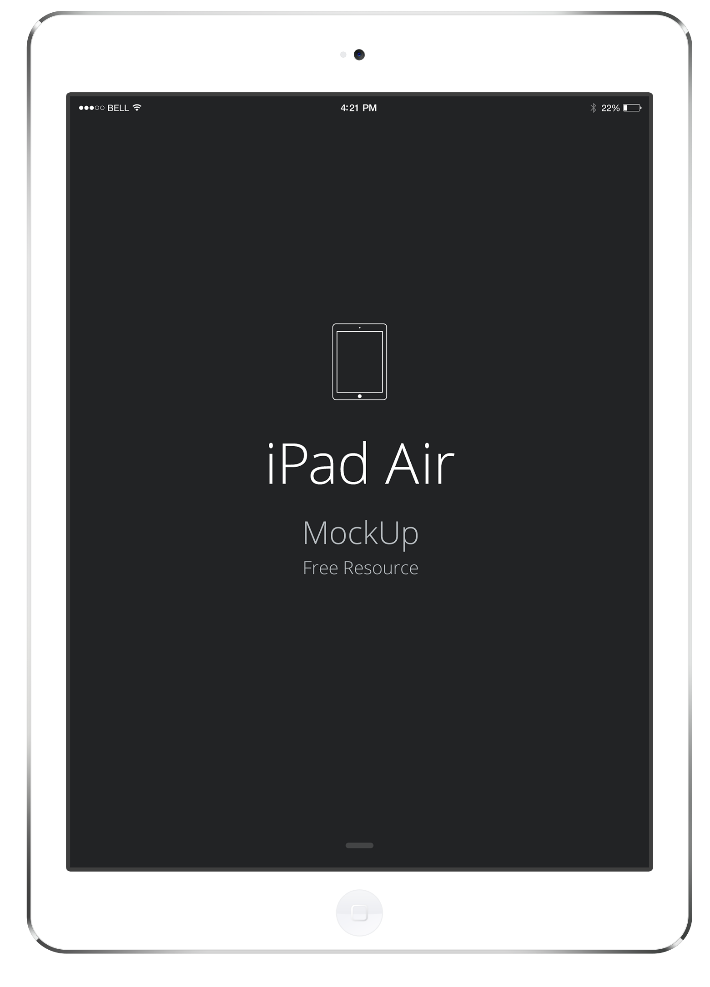 BELL 4:21 PM 22%
iPad Air
MockUp
Free Resource